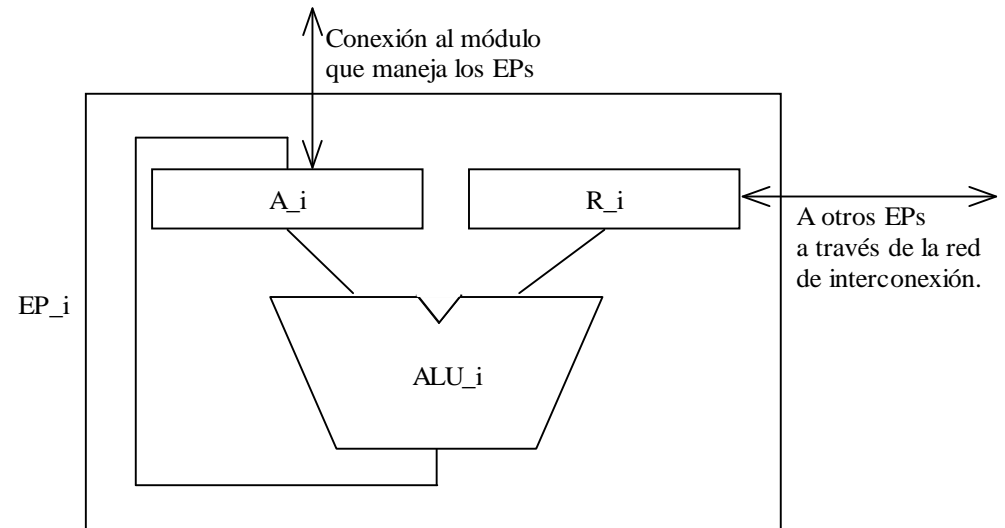 Conexión al módulo
que maneja los EPs
A_i
R_i
A otros EPs
a través de la red
de interconexión.
EP_i
ALU_i